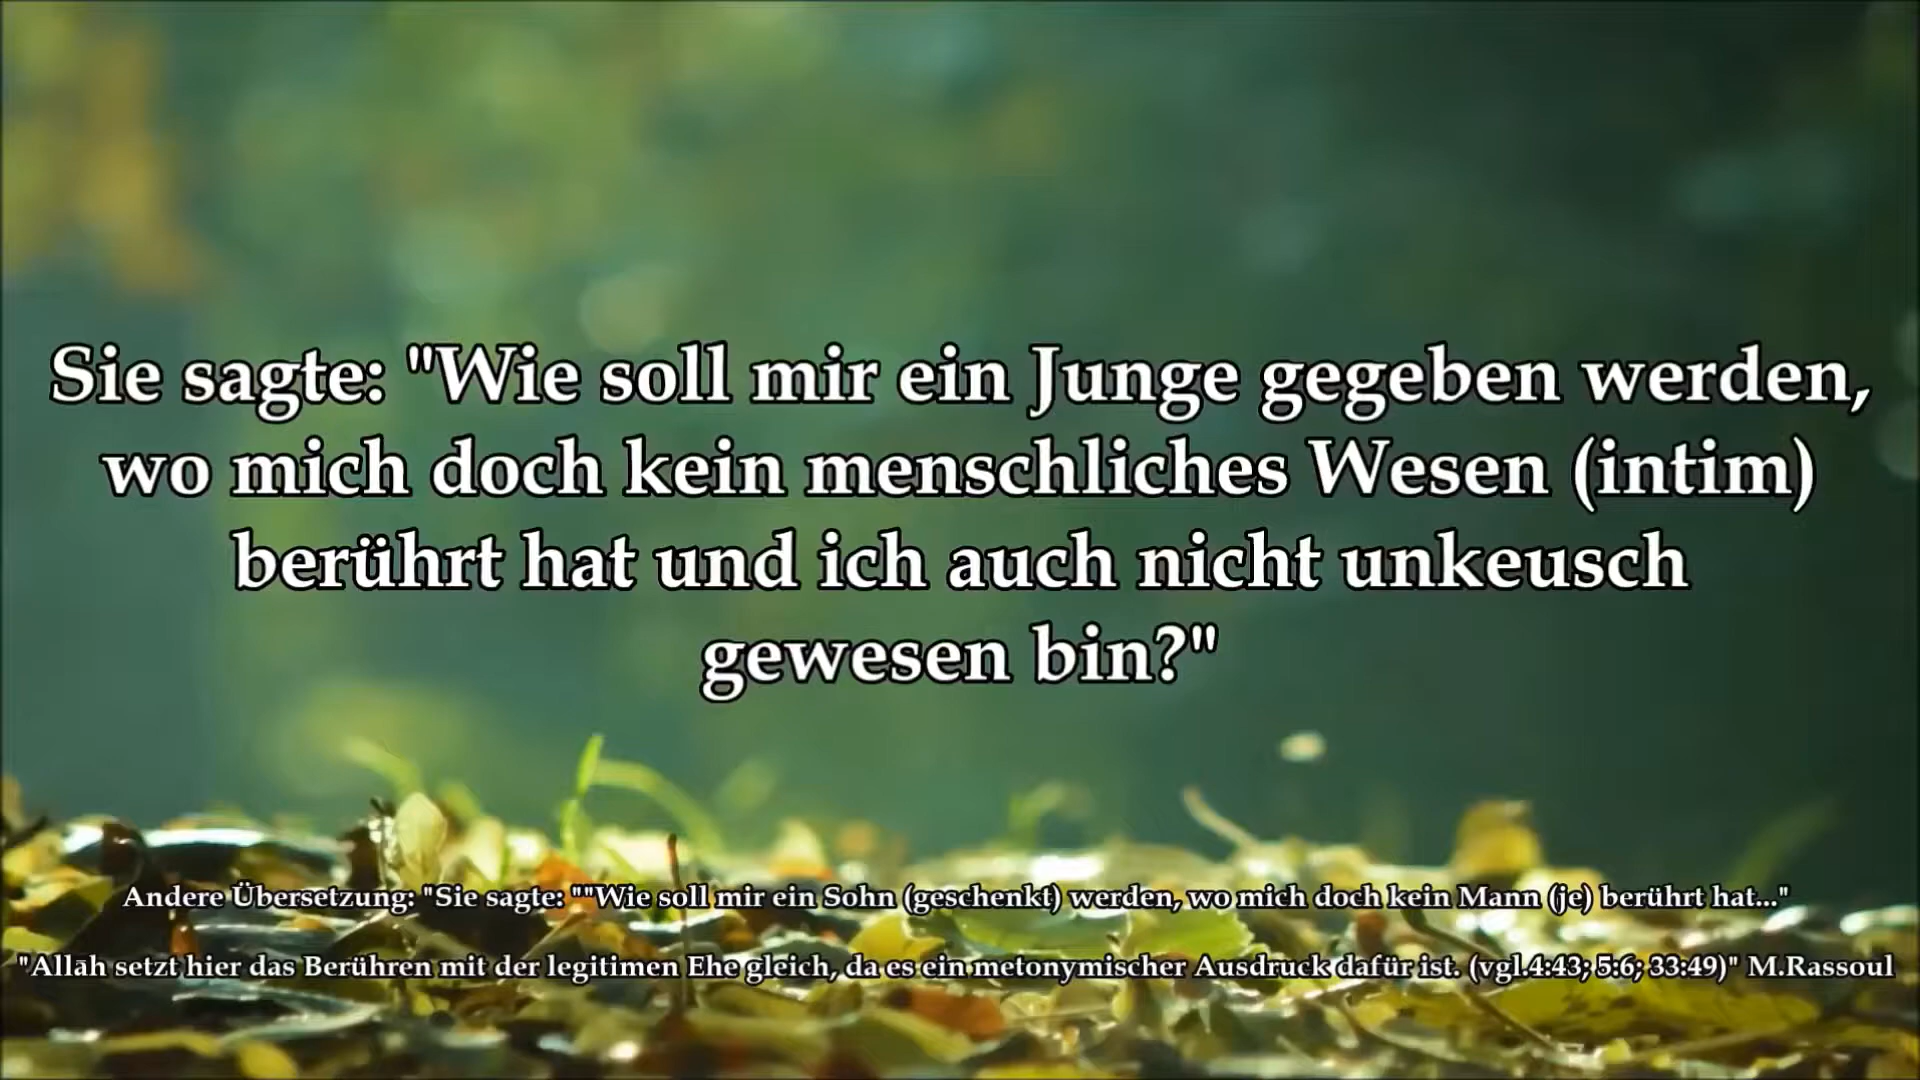 Sie sagte: "Wie soll mir ein Junge gegeben werden,
wo mich doch kein menschliches Wesen (intim)
berührt hat und ich auch nicht unkeusch
gewesen bin?"
Andere Übersetzung: "Sie sagte: ""Wie soll mir ein Sohn (geschenkt) werden, wo mich doch kein Mann (je) berührt hat..."
"Allāh setzt hier das Berühren mit der legitimen Ehe gleich, da es ein metonymischer Ausdruck dafür ist. (vgl.4:43; 5:6; 33:49)" M.Rassoul